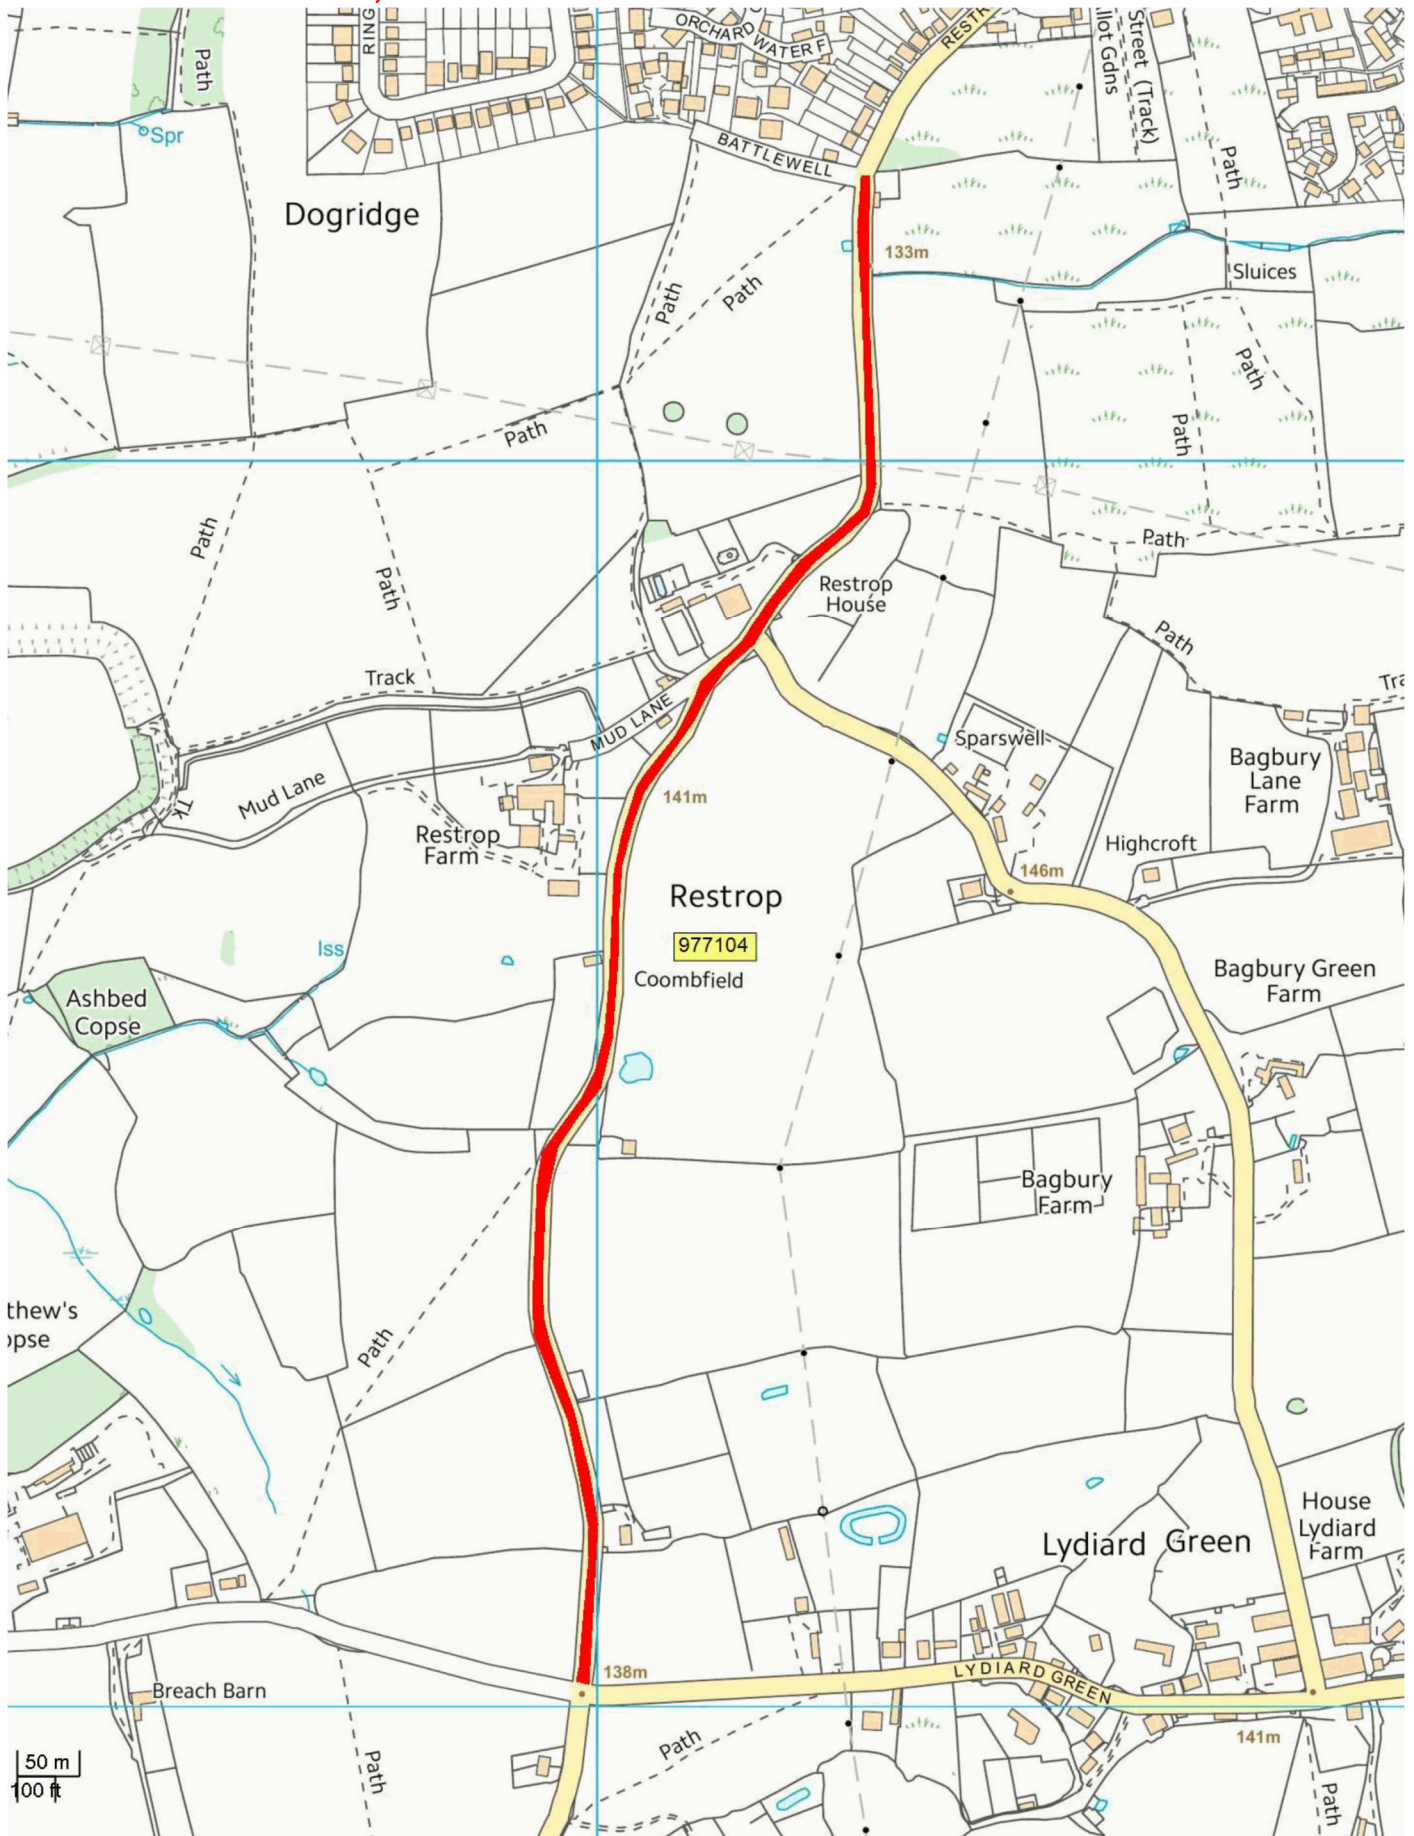 ORCHARD
WATER F
RESTR
RING
Path
Street (Track)
llot Gdns
Spr
BATTLEWELL
Path
Dogridge
133m
Sluices
Path
Path
Path
Path
Path
Path
Path
Path
Restrop
House
Path
Track
Tra
MUD LANE
Sparswell
Bagbury
Lane
Farm
Tk
Mud Lane
141m
Restrop
Farm
Highcroft
146m
Restrop
977104
Iss
Coombfield
Bagbury Green
Farm
Ashbed
Copse
Bagbury
Farm
thew's
opse
Path
House
Lydiard
Farm
Lydiard Green
138m
LYDIARD GREEN
Breach Barn
141m
Path
Path
Path
50 m
100 ft